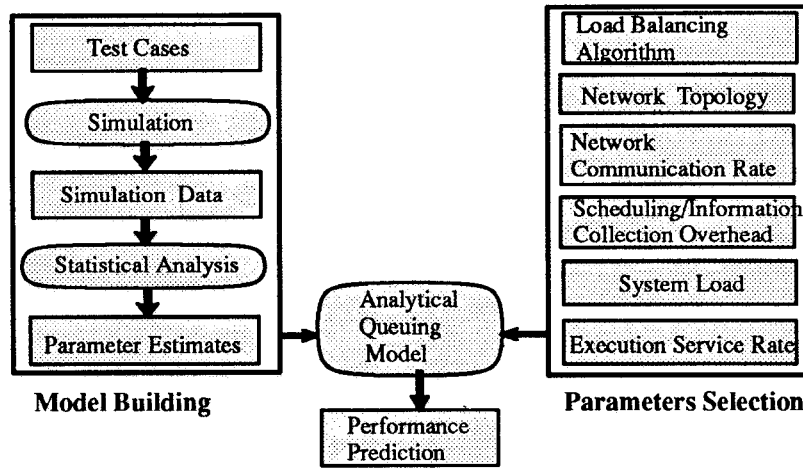 Test Cases
Simulation
Simulation Data
Statistical Analysis
Parameter Estimates
Model Building
Analytical
Queuing
Model
Performance
Prediction
Load Balancing
Algorithm
Network Topology
Network
Communication Rate
Scheduling/Information
Collection Overhead
System Load
Execution Service Rate
Parameters Selection